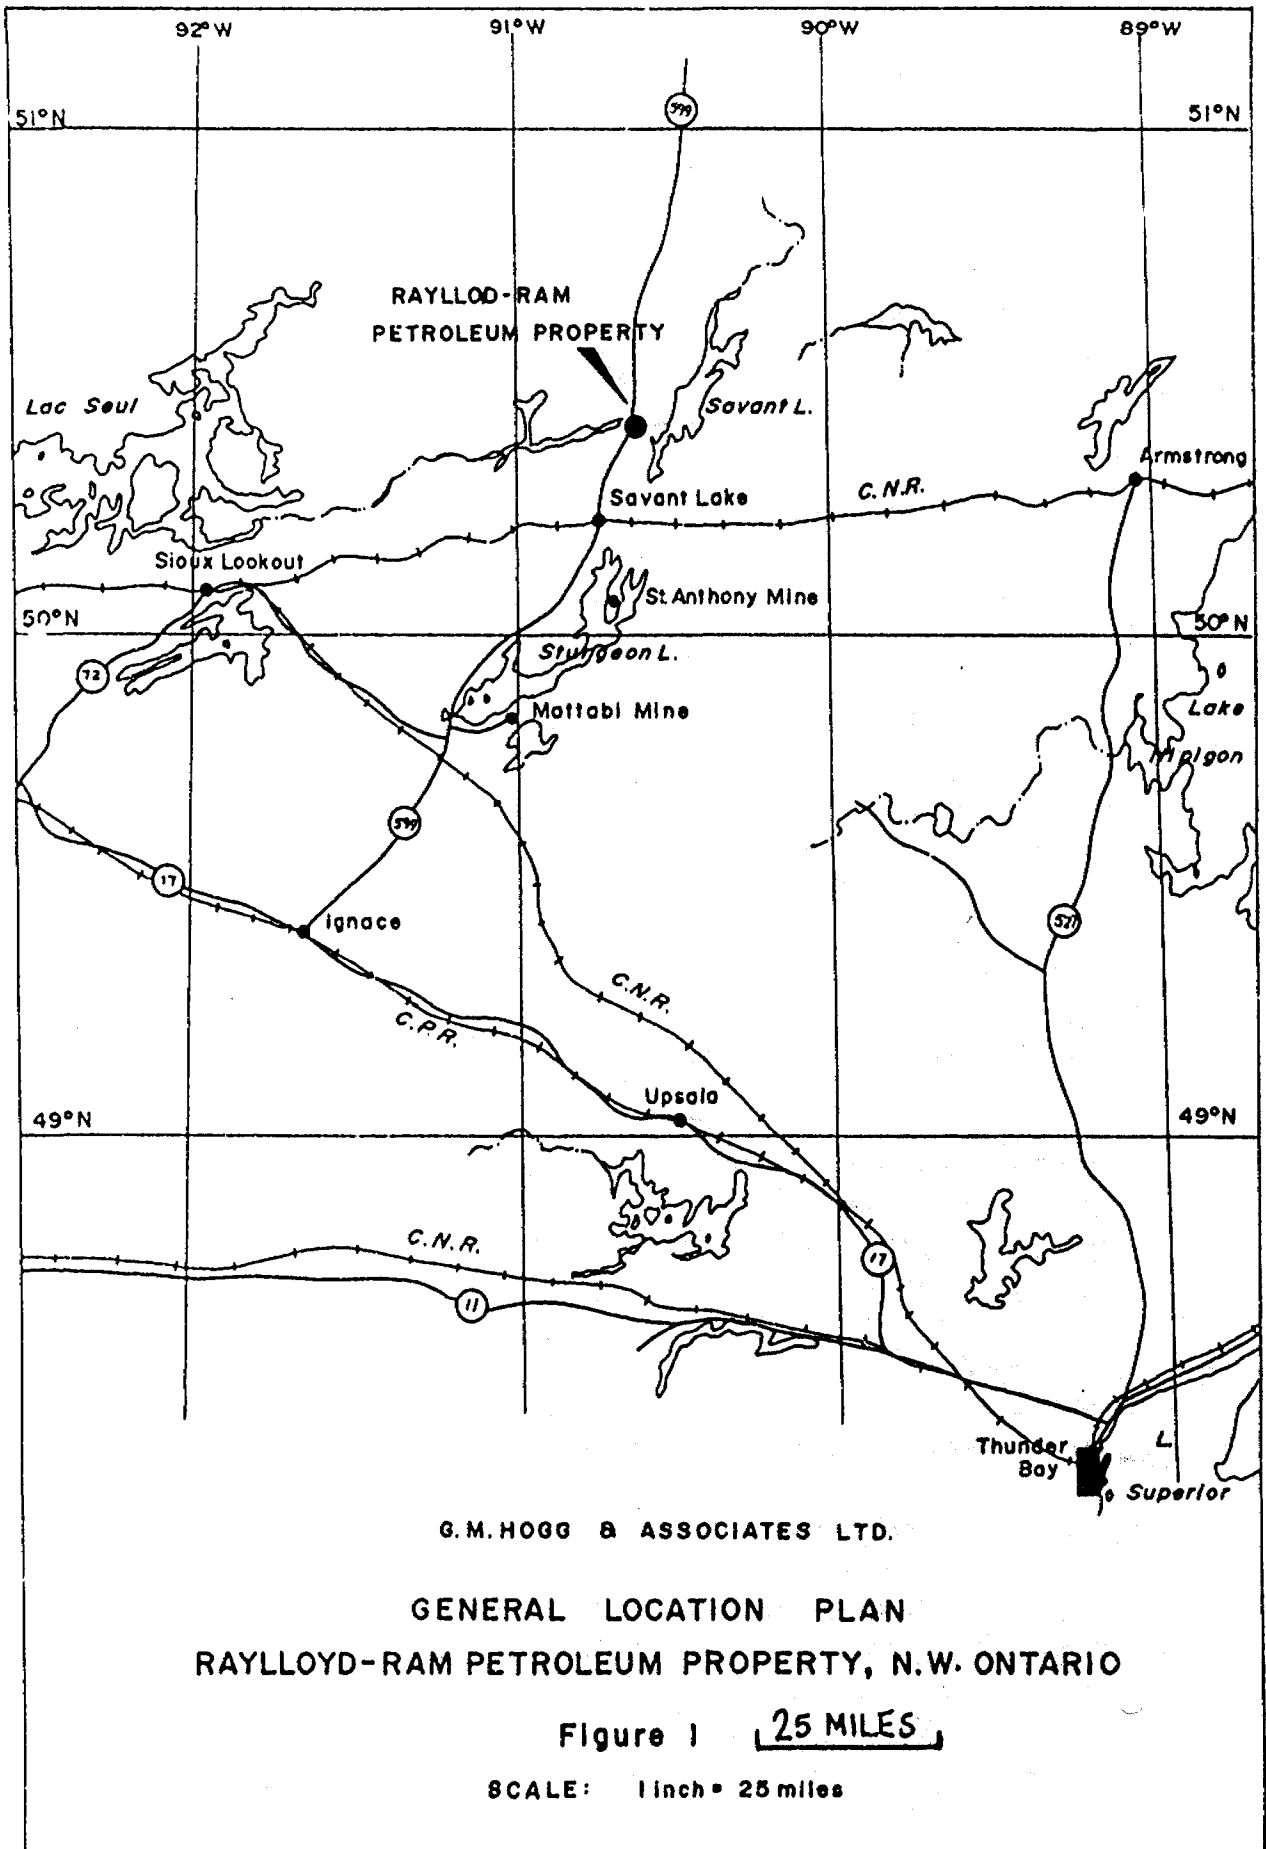 92°W 91°W 90°W 89°W
599
51°N 51°N
RAYLLOD-RAM
PETROLEUM PROPERTY
Lac Seul
Savant L.
Armstrong
C.N.R.
Savant Lake
Sioux Lookout
St. Anthony Mine
50°N 50°N
Sturgeon L.
72
Mattabi Mine
Lake
Nipigon
599
17
Ignace
527
C.N.R.
C.P.R.
Upsala
49°N 49°N
C.N.R.
17
11
Thunder
Bay
L.
Superior
G.M. HOGG & ASSOCIATES LTD.
GENERAL LOCATION PLAN
RAYLLOYD-RAM PETROLEUM PROPERTY, N.W. ONTARIO
Figure 1 25 MILES
SCALE: 1 inch = 25 miles